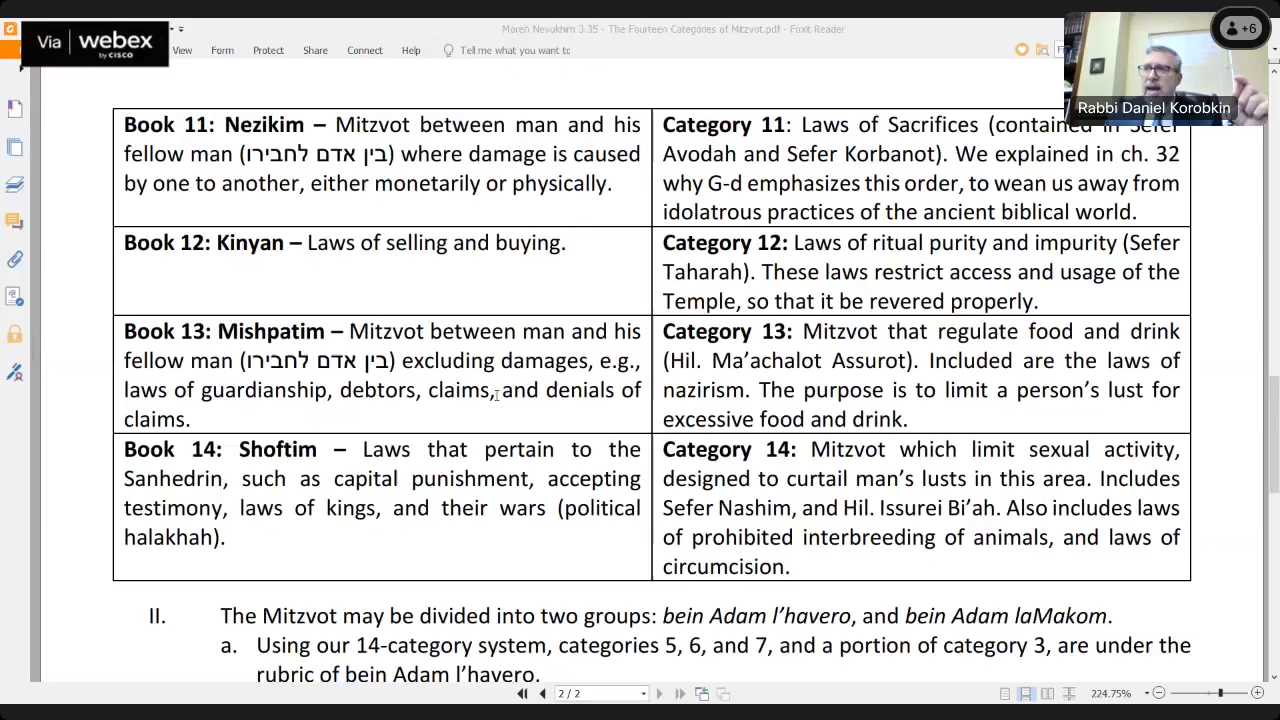 Moreh Nevukhim 3.35 - The Fourteen Categories of Mitzvot.pdf - Foxit Reader
+6
Via webex
by CISCO
View Form Protect Share Connect Help Tell me what you want to
Rabbi Daniel Korobkin
Book 11: Nezikim – Mitzvot between man and his
fellow man (בין אדם לחבירו) where damage is caused
by one to another, either monetarily or physically.
Category 11: Laws of Sacrifices (contained in Sefer
Avodah and Sefer Korbanot). We explained in ch. 32
why G-d emphasizes this order, to wean us away from
idolatrous practices of the ancient biblical world.
Book 12: Kinyan – Laws of selling and buying.
Category 12: Laws of ritual purity and impurity (Sefer
Taharah). These laws restrict access and usage of the
Temple, so that it be revered properly.
Book 13: Mishpatim – Mitzvot between man and his
fellow man (בין אדם לחבירו) excluding damages, e.g.,
laws of guardianship, debtors, claims, and denials of
claims.
Category 13: Mitzvot that regulate food and drink
(Hil. Ma'achalot Assurot). Included are the laws of
nazirism. The purpose is to limit a person's lust for
excessive food and drink.
Book 14: Shoftim – Laws that pertain to the
Sanhedrin, such as capital punishment, accepting
testimony, laws of kings, and their wars (political
halakhah).
Category 14: Mitzvot which limit sexual activity,
designed to curtail man's lusts in this area. Includes
Sefer Nashim, and Hil. Issurei Bi'ah. Also includes laws
of prohibited interbreeding of animals, and laws of
circumcision.
II. The Mitzvot may be divided into two groups: bein Adam l'havero, and bein Adam laMakom.
a. Using our 14-category system, categories 5, 6, and 7, and a portion of category 3, are under the
rubric of bein Adam l'havero.
2 / 2
224.75%